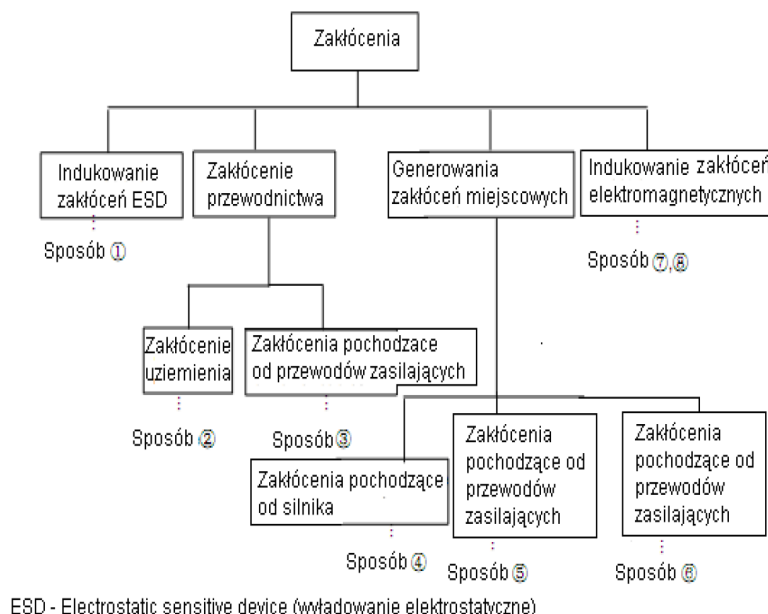 Zakłócenia
Indukowanie
zakłóceń ESD
Sposób ①
Zakłócenie
przewodnictwa
Generowania
zakłóceń miejscowych
Indukowanie zakłóceń
elektromagnetycznych
Sposób ⑦,⑧
Zakłócenie
uziemienia
Sposób ②
Zakłócenia pochodzace
od przewodów zasilających
Sposób ③
Zakłócenia pochodzące
od silnika
Sposób ④
Zakłócenia
pochodzące od
przewodów
zasilających
Sposób ⑤
Zakłócenia
pochodzące od
przewodów
zasilających
Sposób ⑥
ESD - Electrostatic sensitive device (wyładowanie elektrostatyczne)